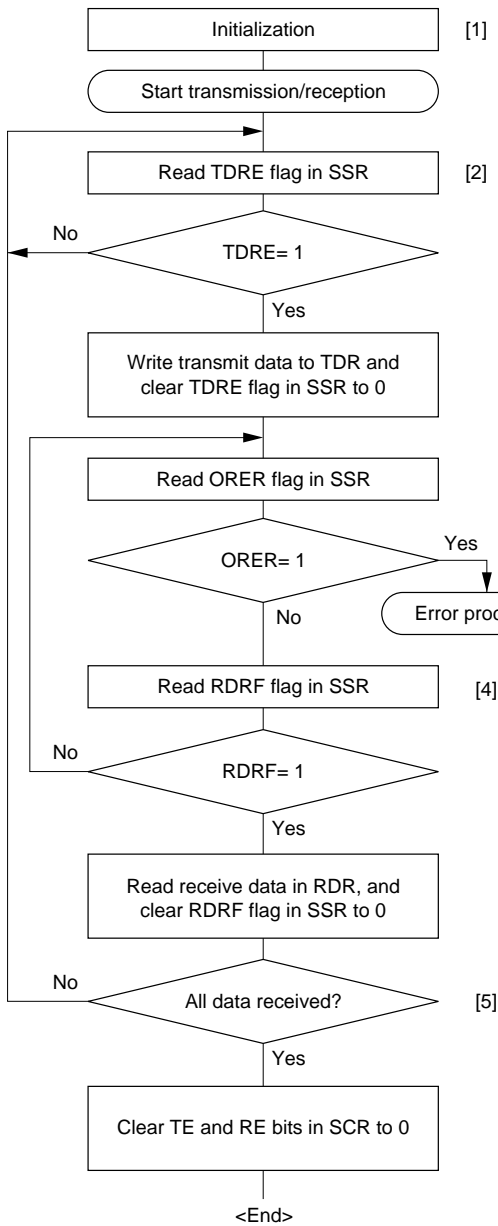 Initialization
[1]
Start transmission/reception
Read TDRE flag in SSR
[2]
No
TDRE= 1
Yes
Write transmit data to TDR and
clear TDRE flag in SSR to 0
Read ORER flag in SSR
ORER= 1
Yes
No
Error
Read RDRF flag in SSR
[4]
No
RDRF= 1
Yes
Read receive data in RDR, and
clear RDRF flag in SSR to 0
No
All data received?
[5]
Yes
Clear TE and RE bits in SCR to 0
<End>